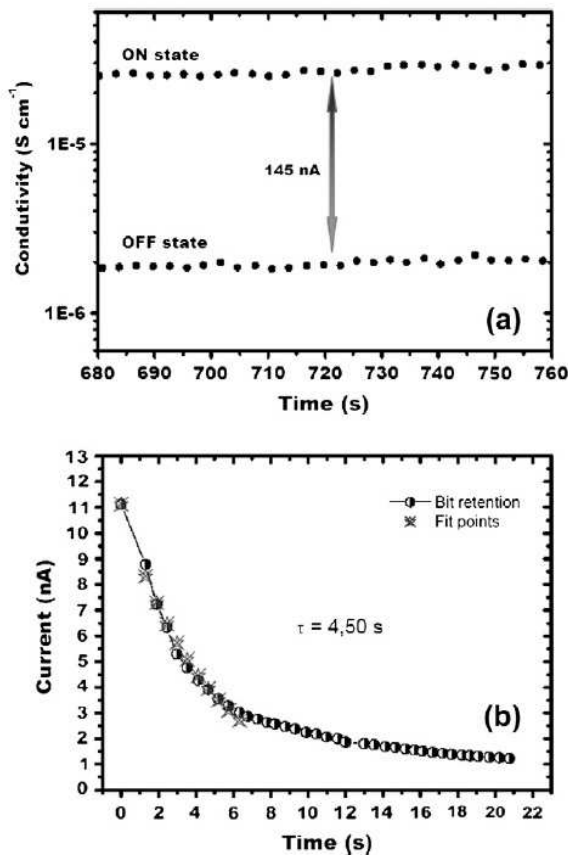 ON state
Condutivity (S cm⁻¹)
1E-5
145 nA
OFF state
1E-6
(a)
680 690 700 710 720 730 740 750 760
Time (s)
13
12
11
10
9
8
7
6
5
4
3
2
1
0
Current (nA)
Bit retention
Fit points
τ = 4,50 s
(b)
0 2 4 6 8 10 12 14 16 18 20 22
Time (s)